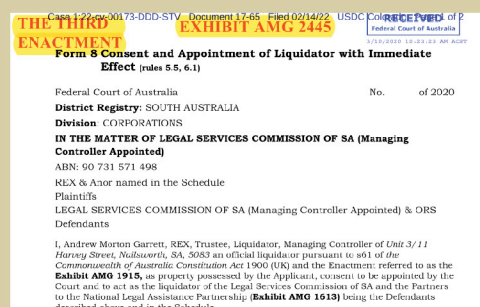 Case 1:22-cv-00173-DDD-STV Document 17-65 Filed 02/14/22 USDC Colorado of 2
THE THIRD
ENACTMENT
EXHIBIT AMG 2445
RECEIVED
Federal Court of Australia
3/10/2020 10:23:23 AM ACST
Form 8 Consent and Appointment of Liquidator with Immediate
Effect (rules 5.5, 6.1)
Federal Court of Australia No. of 2020
District Registry: SOUTH AUSTRALIA
Division: CORPORATIONS
IN THE MATTER OF LEGAL SERVICES COMMISSION OF SA (Managing
Controller Appointed)
ABN: 90 731 571 498
REX & Anor named in the Schedule
Plaintiffs
LEGAL SERVICES COMMISSION OF SA (Managing Controller Appointed) & ORS
Defendants
I, Andrew Morton Garrett, REX, Trustee, Liquidator, Managing Controller of Unit 3/11
Harvey Street, Nailsworth, SA, 5083 an official liquidator pursuant to s61 of the
Commonwealth of Australia Constitution Act 1900 (UK) and the Enactment referred to as the
Exhibit AMG 1915, as property possessed by the Applicant, consent to be appointed by the
Court and to act as the liquidator of the Legal Services Commission of SA and the Partners
to the National Legal Assistance Partnership (Exhibit AMG 1613) being the Defendants